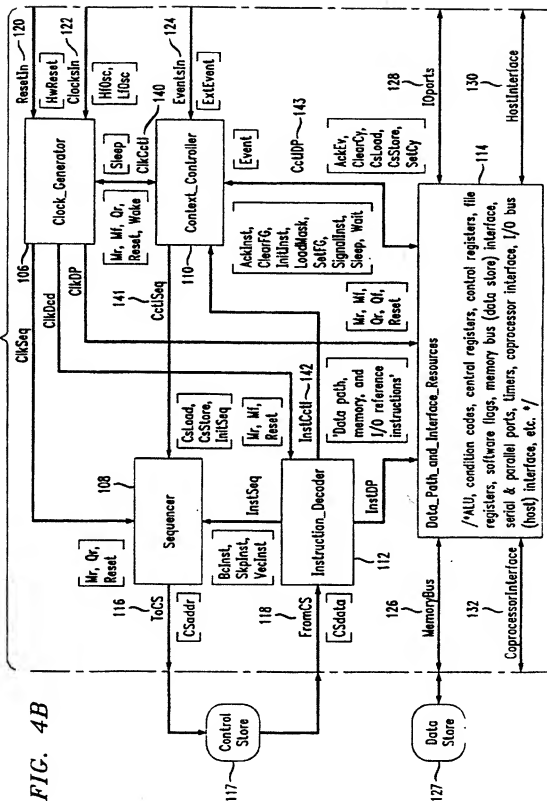 FIG. 4B
120
ResetIn
[HwReset]
122
ClocksIn
[HfOsc,
LfOsc]
124
EventsIn
[ExtEvent]
Clock_Generator
106
ClkSeq
ClkDcd
ClkDP
[Sleep]
140
ClkCctl
[Mr, Mf, Qr,
Reset, Wake]
Context_Controller
110
[Event]
143
CctlDP
141
CctlSeq
[CsLoad,
CsStore,
InitSeq]
[Mr, Qr,
Reset]
Sequencer
108
116
ToCS
[CSaddr]
Control
Store
117
118
FromCS
[CSdata]
InstSeq
[BcInst,
SkpInst,
VecInst]
[Mr, Mf,
Reset]
Instruction_Decoder
112
142
InstCctl
InstDP
[AckInst,
ClearFG,
InitInst,
LoadMask,
SetFG,
SignalInst,
Sleep, Wait]
[AckEv,
ClearCy,
CsLoad,
CsStore,
SetCy]
['Data path,
memory, and
I/O reference
instructions']
[Mr, Mf,
Qr, Qf,
Reset]
114
Data_Path_and_Interface_Resources
/*ALU, condition codes, central registers, control registers, file
registers, software flags, memory bus (data store) interface,
serial & parallel ports, timers, coprocessor interface, I/O bus
(host) interface, etc. */
126
MemoryBus
132
CoprocessorInterface
128
IOports
130
HostInterface
Data
Store
127